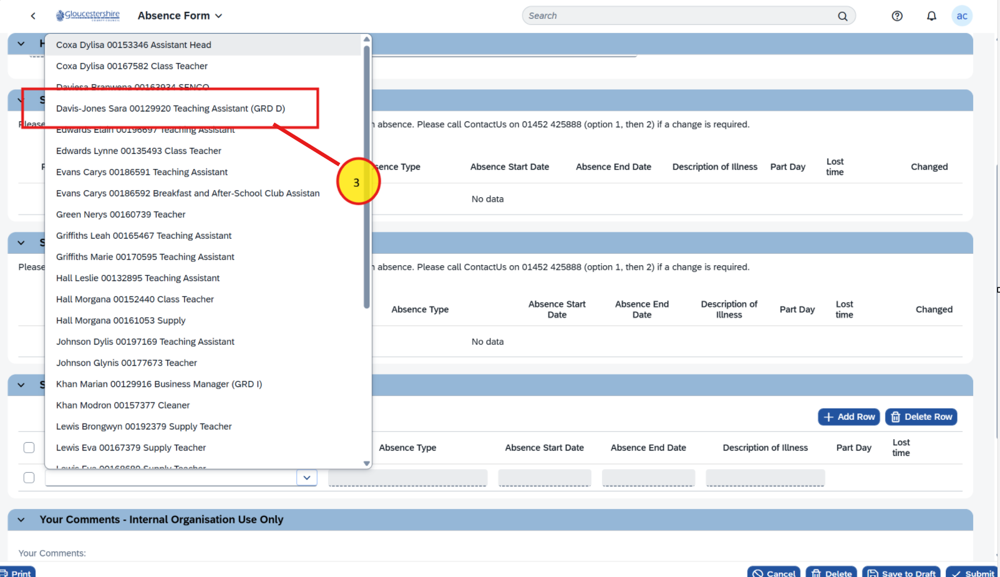 Gloucestershire
COUNTY COUNCIL
Absence Form
Search
ac
H
Coxa Dylisa 00153346 Assistant Head
Coxa Dylisa 00167582 Class Teacher
Daviesa Branwena 00163934 SENCO
S
Davis-Jones Sara 00129920 Teaching Assistant (GRD D)
Please
n absence. Please call ContactUs on 01452 425888 (option 1, then 2) if a change is required.
Edwards Elain 00196697 Teaching Assistant
Edwards Lynne 00135493 Class Teacher
sence Type
Absence Start Date
Absence End Date
Description of Illness
Part Day
Lost time
Changed
Evans Carys 00186591 Teaching Assistant
3
Evans Carys 00186592 Breakfast and After-School Club Assistan
No data
Green Nerys 00160739 Teacher
Griffiths Leah 00165467 Teaching Assistant
S
Griffiths Marie 00170595 Teaching Assistant
Please
n absence. Please call ContactUs on 01452 425888 (option 1, then 2) if a change is required.
Hall Leslie 00132895 Teaching Assistant
Hall Morgana 00152440 Class Teacher
Absence Type
Absence Start Date
Absence End Date
Description of Illness
Part Day
Lost time
Changed
Hall Morgana 00161053 Supply
Johnson Dylis 00197169 Teaching Assistant
No data
Johnson Glynis 00177673 Teacher
Khan Marian 00129916 Business Manager (GRD I)
S
Khan Modron 00157377 Cleaner
Add Row
Delete Row
Lewis Brongwyn 00192379 Supply Teacher
Lewis Eva 00167379 Supply Teacher
Absence Type
Absence Start Date
Absence End Date
Description of Illness
Part Day
Lost time
Lewis Eva 00168689 Supply Teacher
Your Comments - Internal Organisation Use Only
Your Comments:
Print
Cancel
Delete
Save to Draft
Submit